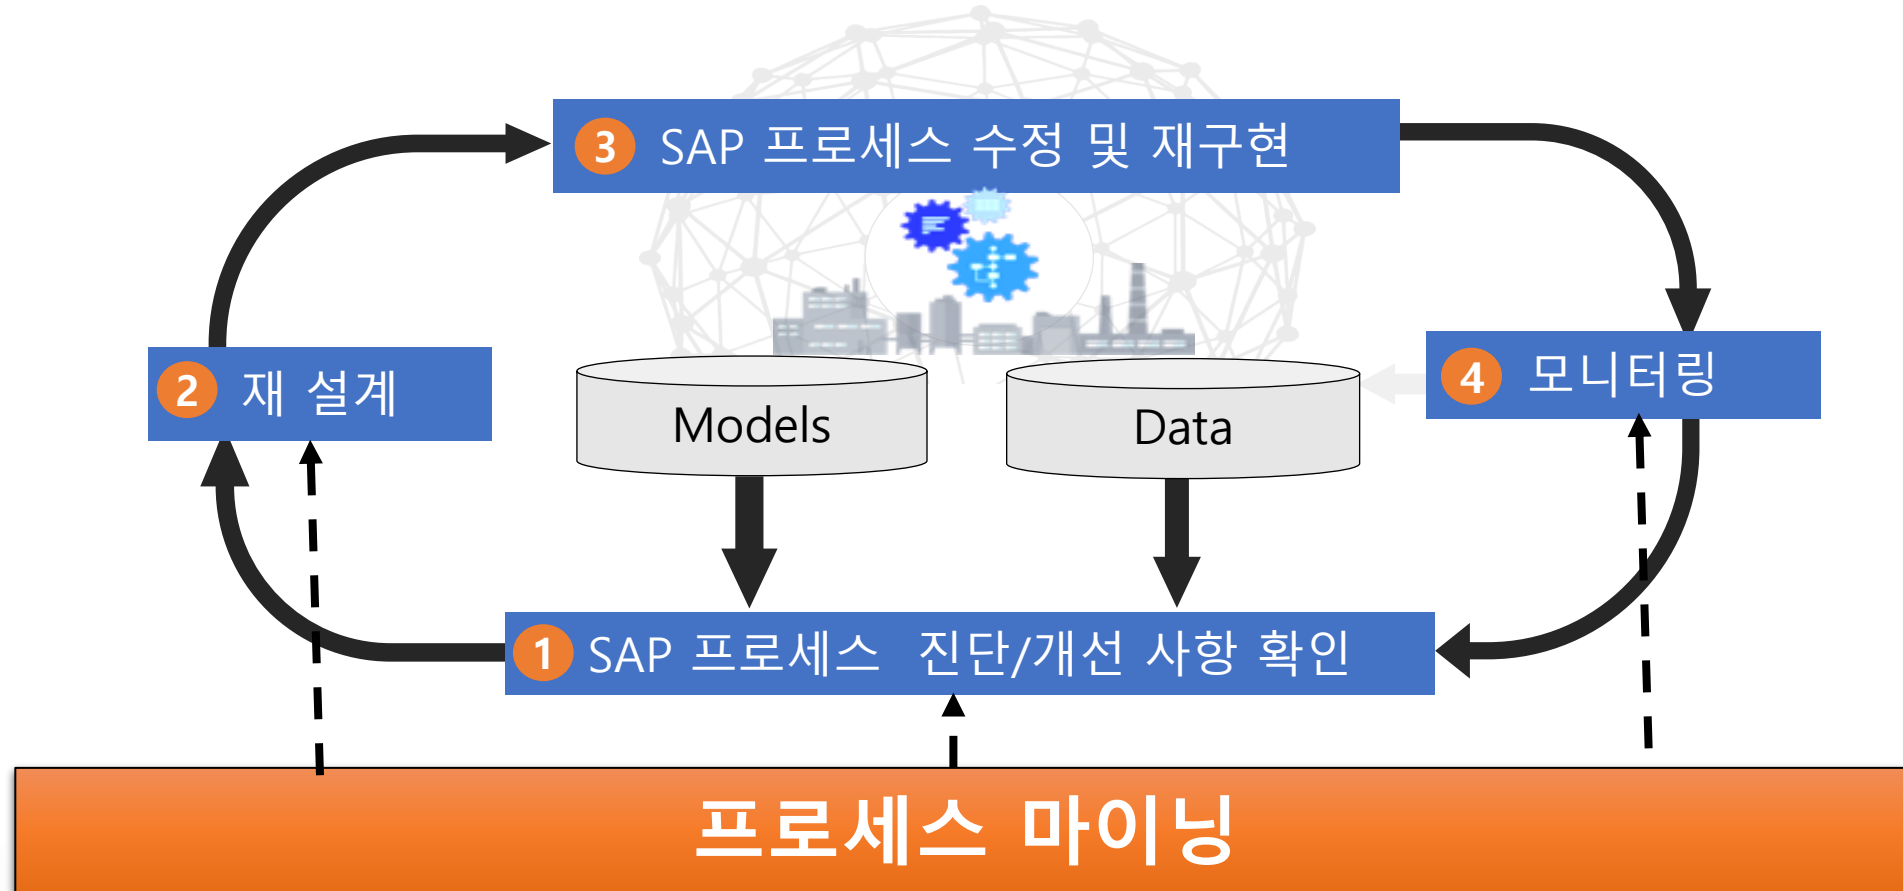 3 SAP 프로세스 수정 및 재구현
2 재 설계
4 모니터링
Models
Data
1 SAP 프로세스 진단/개선 사항 확인
프로세스 마이닝